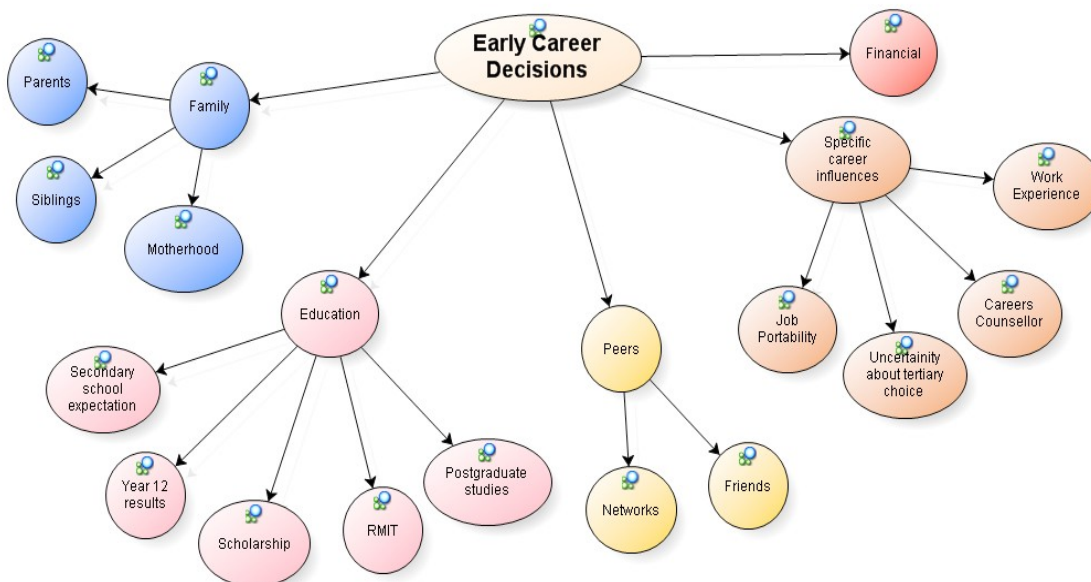 Early Career
Decisions
Financial
Parents
Family
Siblings
Motherhood
Specific
career
influences
Work
Experience
Job
Portability
Careers
Counsellor
Uncertainity
about tertiary
choice
Education
Peers
Secondary
school
expectation
Year 12
results
Scholarship
RMIT
Postgraduate
studies
Networks
Friends